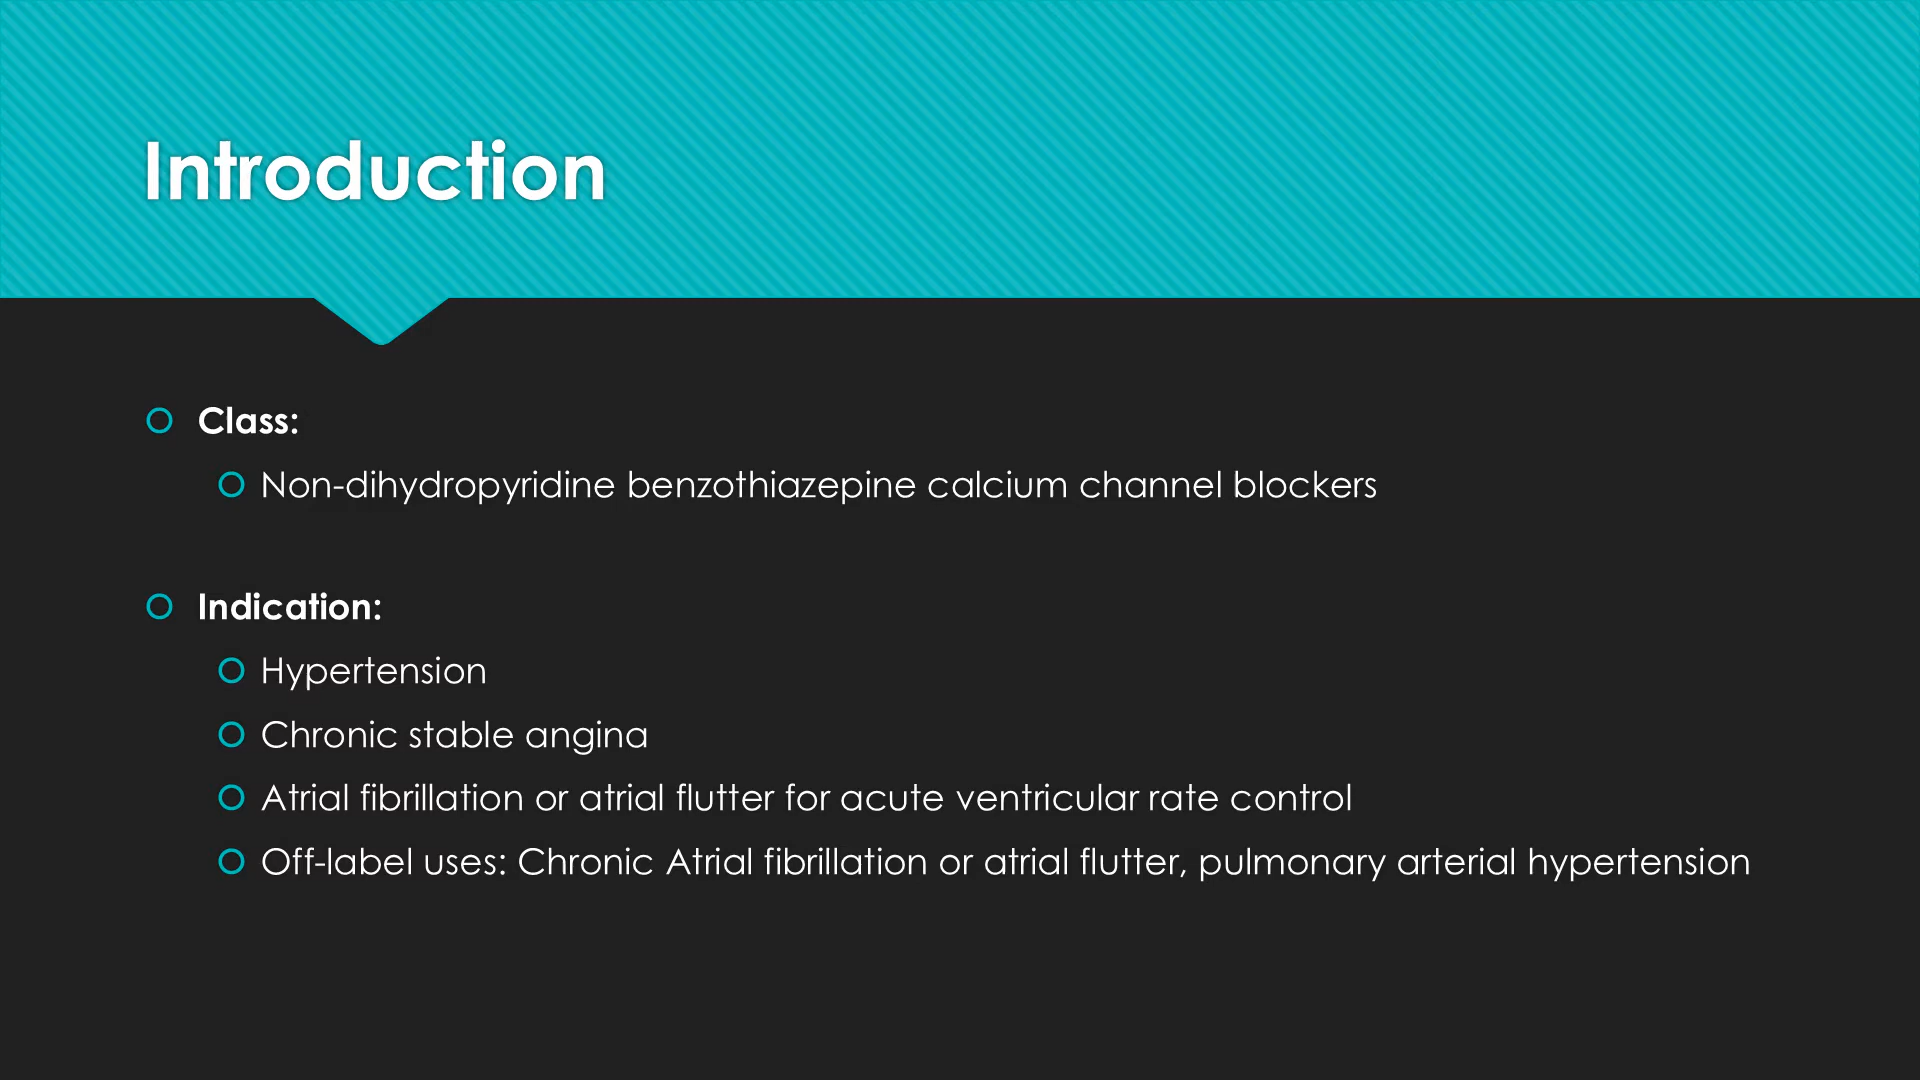 Introduction
Class:
Non-dihydropyridine benzothiazepine calcium channel blockers
Indication:
Hypertension
Chronic stable angina
Atrial fibrillation or atrial flutter for acute ventricular rate control
Off-label uses: Chronic Atrial fibrillation or atrial flutter, pulmonary arterial hypertension